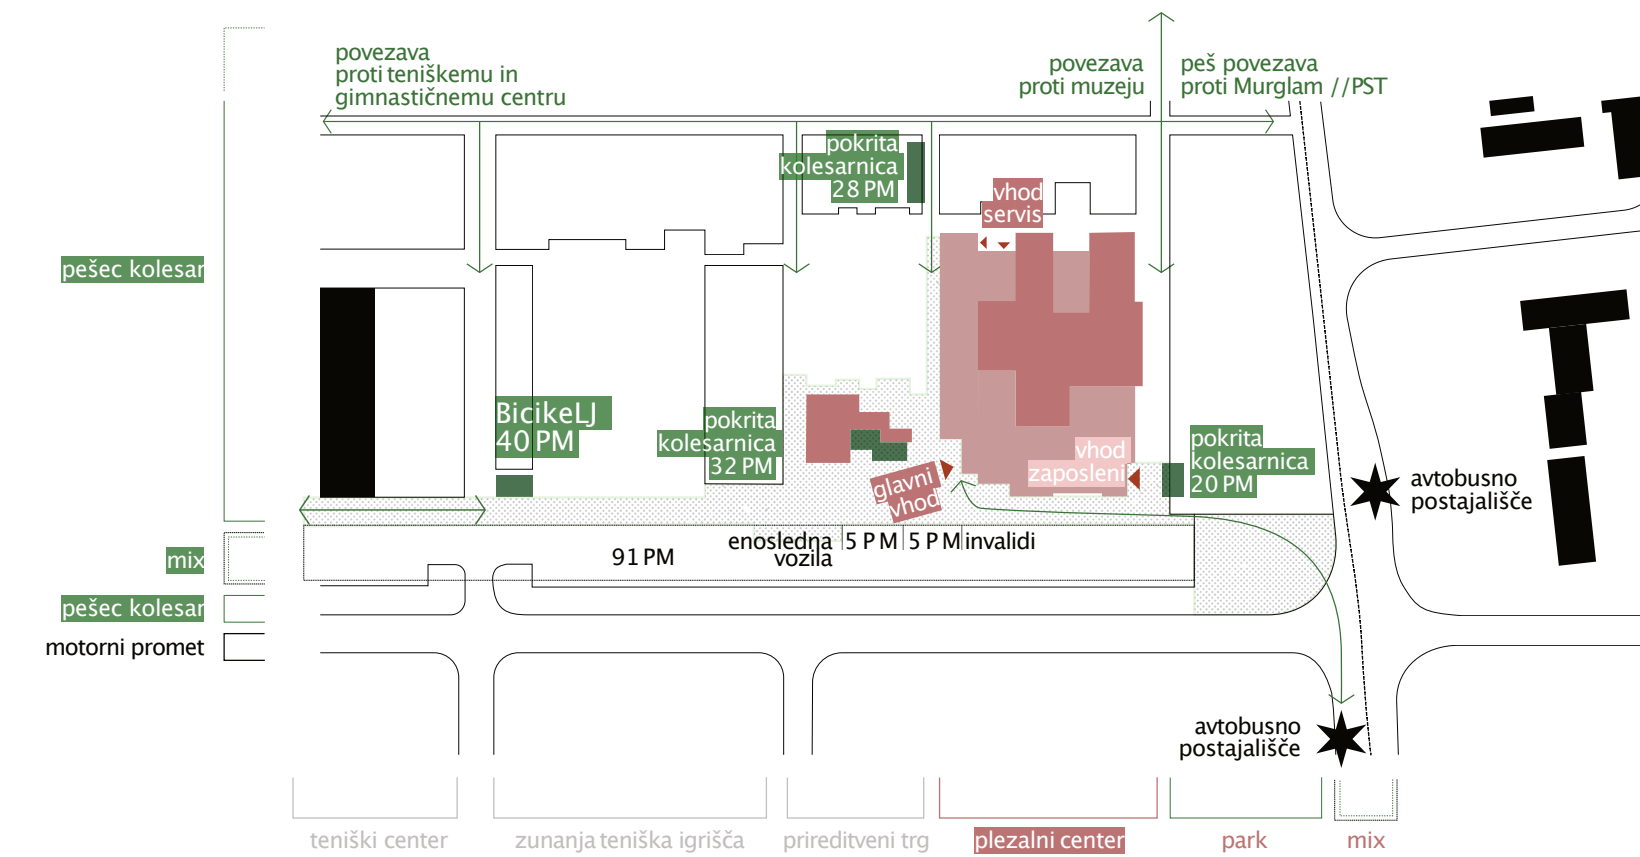 povezava
proti teniškemu in
gimnastičnemu centru
povezava
proti muzeju
peš povezava
proti Murglam //PST
pokrita
kolesarnica
28 PM
vhod
servis
pešec kolesar
BicikeLJ
40 PM
pokrita
kolesarnica
32 PM
glavni
vhod
vhod
zaposleni
pokrita
kolesarnica
20 PM
avtobusno
postajališče
mix
91 PM
enosledna
vozila
5 PM
5 PM
invalidi
pešec kolesar
motorni promet
avtobusno
postajališče
teniški center
zunanja teniška igrišča
prireditveni trg
plezalni center
park
mix